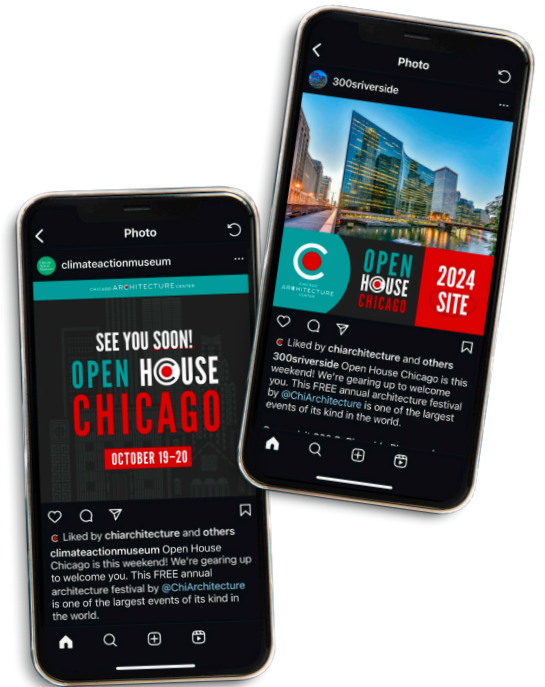 Photo
climateactionmuseum
CHICAGO ARCHITECTURE CENTER
SEE YOU SOON!
OPEN HOUSE
CHICAGO
OCTOBER 19–20
Liked by chiarchitecture and others
climateactionmuseum Open House
Chicago is this weekend! We're gearing up
to welcome you. This FREE annual
architecture festival by @ChiArchitecture
is one of the largest events of its kind in
the world.
Photo
300sriverside
CHICAGO
ARCHITECTURE
CENTER
OPEN
HOUSE
CHICAGO
2024
SITE
Liked by chiarchitecture and others
300sriverside Open House Chicago is this
weekend! We're gearing up to welcome
you. This FREE annual architecture festival
by @ChiArchitecture is one of the largest
events of its kind in the world.